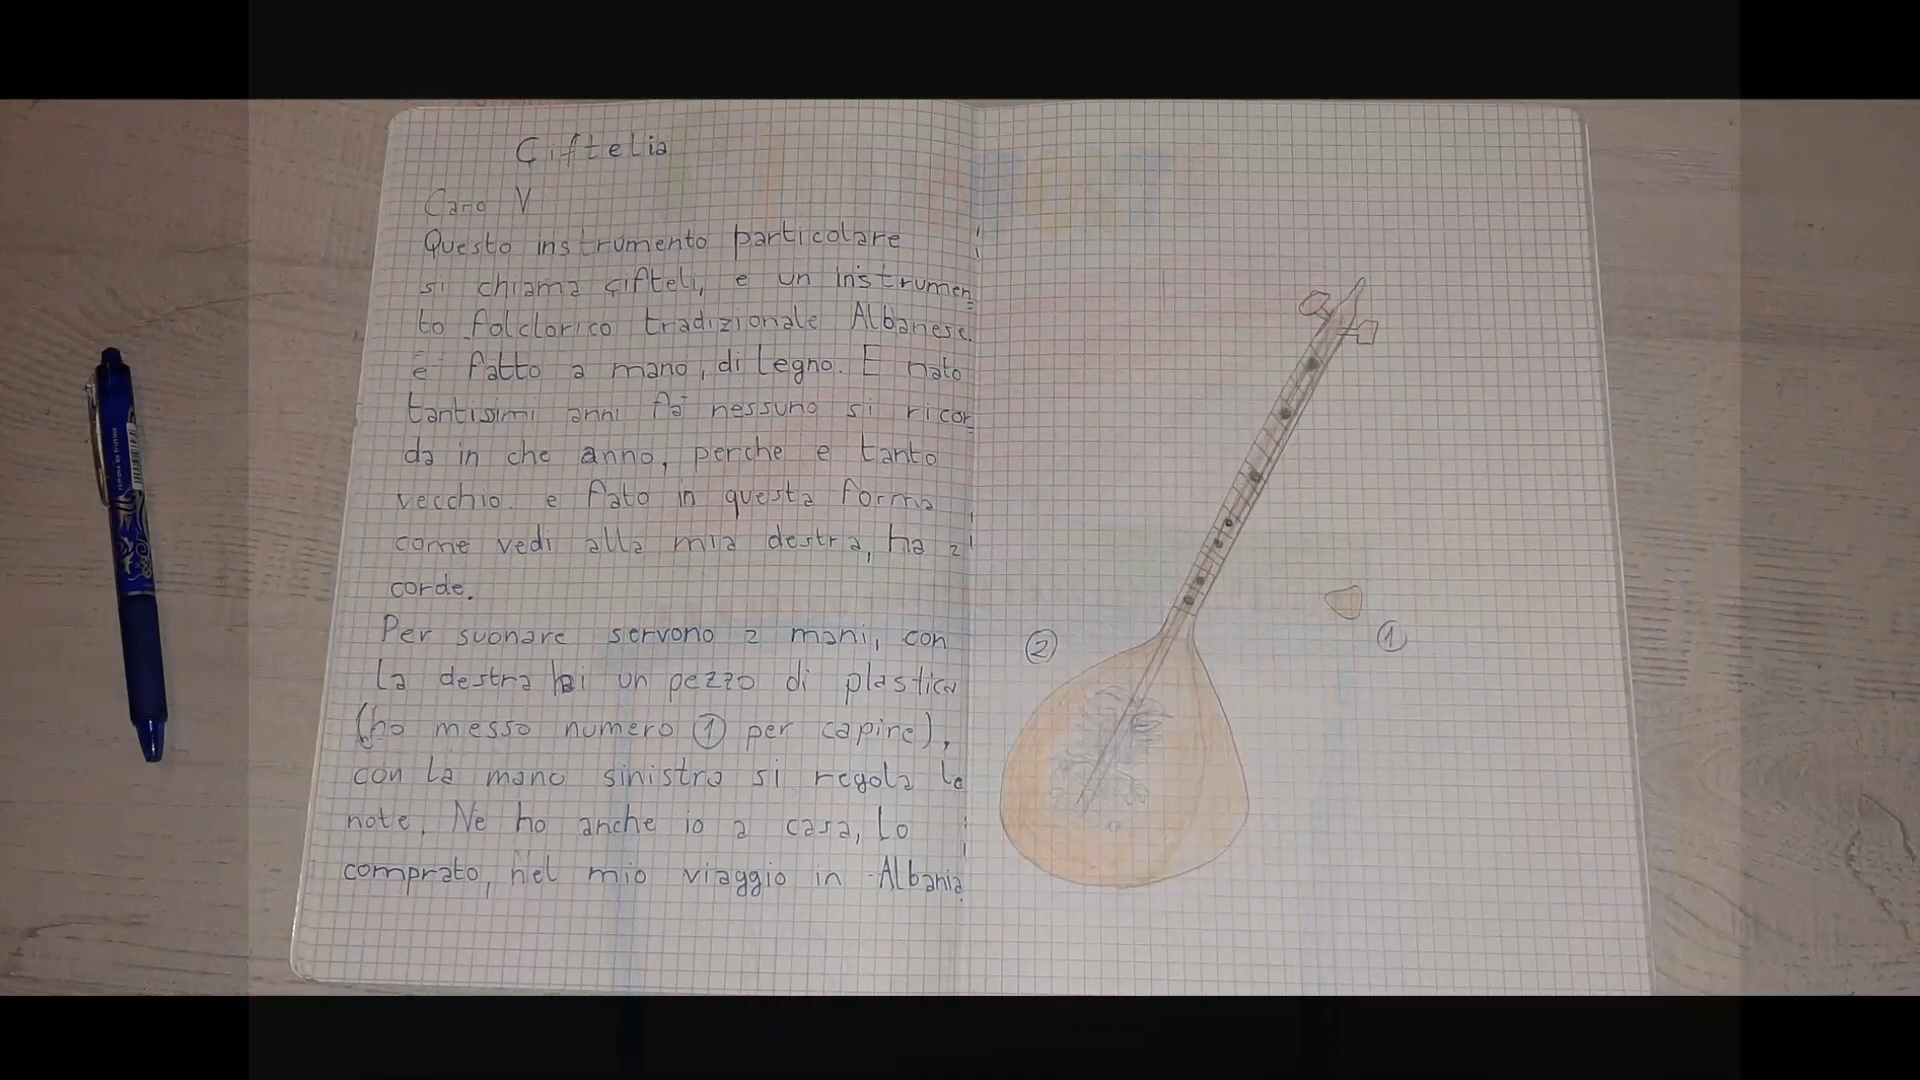 Çiftelia
Caro V
Questo instrumento particolare
si chiama çifteli, e un instrumen=
to folclorico tradizionale Albanese.
è fatto a mano, di legno. E nato
tantissimi anni fa nessuno si ricor=
da in che anno, perche e tanto
vecchio. e fato in questa forma
come vedi alla mia destra, ha 2
corde.
Per suonare servono 2 mani, con
la destra hai un pezzo di plastica
(ho messo numero ① per capire),
con la mano sinistra si regola le
note. Ne ho anche io a casa, lo
comprato, nel mio viaggio in Albania.
②
①